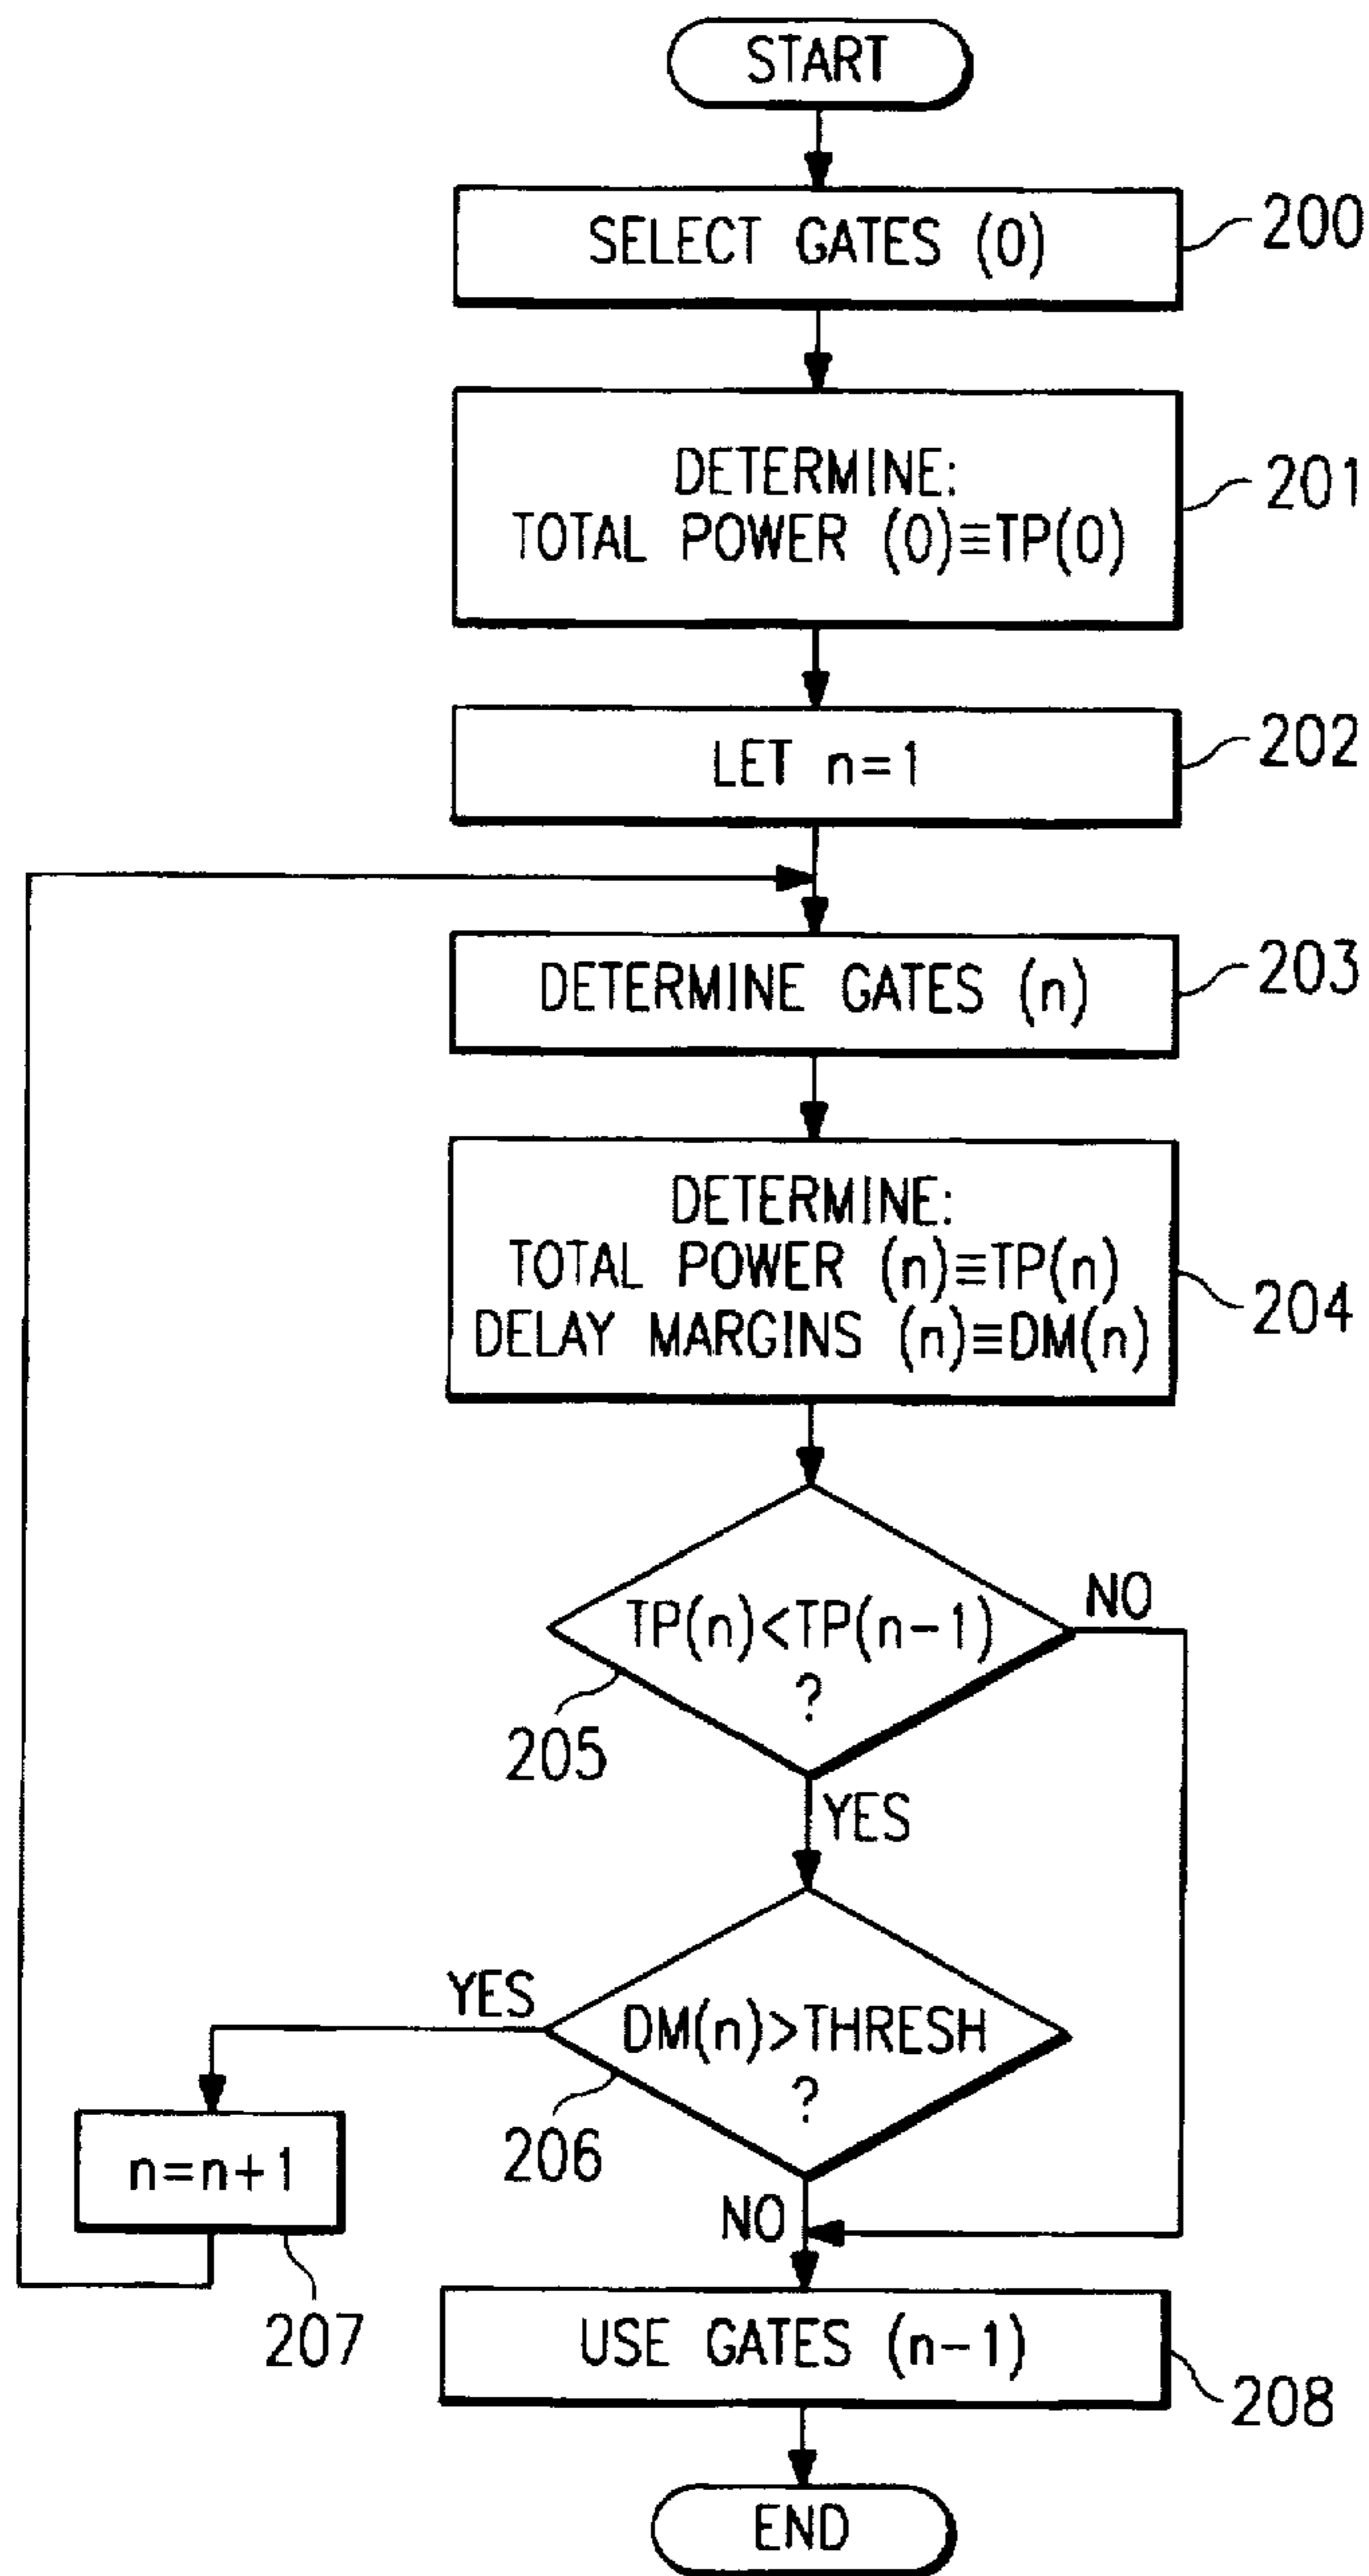 START
SELECT GATES (0)
200
DETERMINE:
TOTAL POWER (0)≡TP(0)
201
LET n=1
202
DETERMINE GATES (n)
203
DETERMINE:
TOTAL POWER (n)≡TP(n)
DELAY MARGINS (n)≡DM(n)
204
TP(n)<TP(n-1)
?
NO
205
YES
YES
DM(n)>THRESH
?
206
n=n+1
NO
207
USE GATES (n-1)
208
END